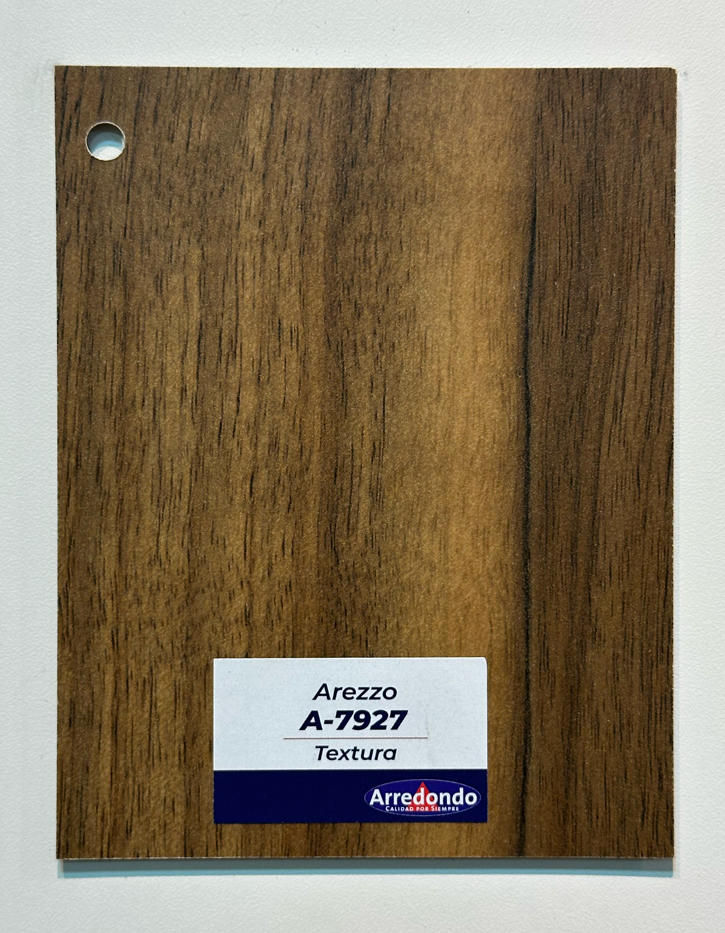 Arezzo
A-7927
Textura
Arredondo
CALIDAD POR SIEMPRE